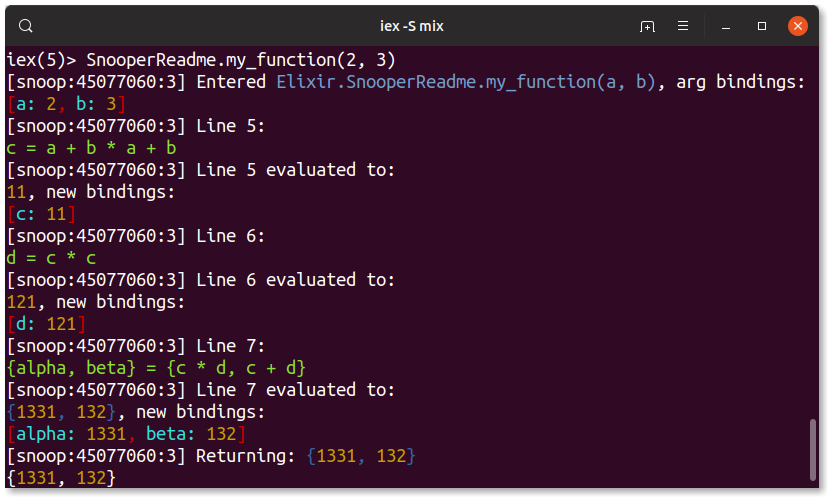 iex -S mix
iex(5)> SnooperReadme.my_function(2, 3)
[snoop:45077060:3] Entered Elixir.SnooperReadme.my_function(a, b), arg bindings:
[a: 2, b: 3]
[snoop:45077060:3] Line 5:
c = a + b * a + b
[snoop:45077060:3] Line 5 evaluated to:
11, new bindings:
[c: 11]
[snoop:45077060:3] Line 6:
d = c * c
[snoop:45077060:3] Line 6 evaluated to:
121, new bindings:
[d: 121]
[snoop:45077060:3] Line 7:
{alpha, beta} = {c * d, c + d}
[snoop:45077060:3] Line 7 evaluated to:
{1331, 132}, new bindings:
[alpha: 1331, beta: 132]
[snoop:45077060:3] Returning: {1331, 132}
{1331, 132}